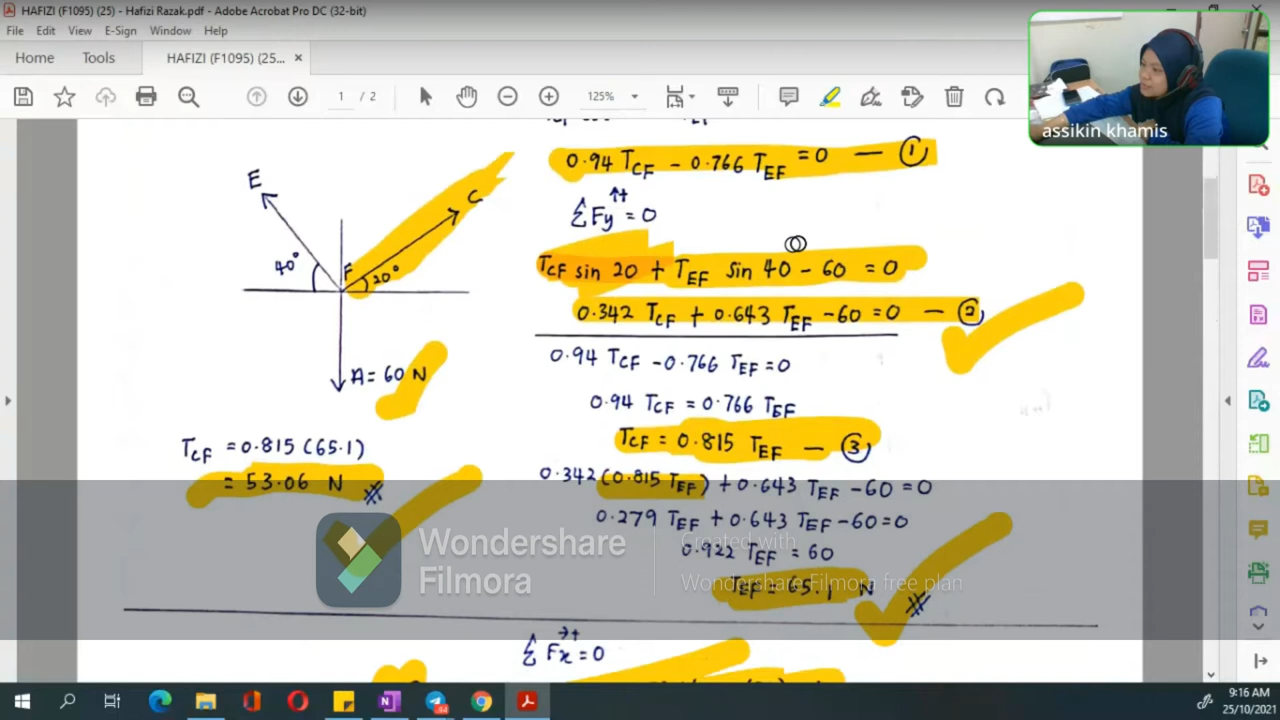 HAFIZI (F1095) (25) - Hafizi Razak.pdf - Adobe Acrobat Pro DC (32-bit)
File Edit View E-Sign Window Help
Home Tools HAFIZI (F1095) (25... ×
1 / 2 125%
assikin khamis
0.94 TCF - 0.766 TEF = 0 — ①
ΣFy = 0
TCF sin 20 + TEF sin 40 - 60 = 0
0.342 TCF + 0.643 TEF - 60 = 0 — ②
E
C
40°
F
20°
A = 60 N
0.94 TCF - 0.766 TEF = 0
0.94 TCF = 0.766 TEF
TCF = 0.815 TEF — ③
0.342 (0.815 TEF) + 0.643 TEF - 60 = 0
0.279 TEF + 0.643 TEF - 60 = 0
0.922 TEF = 60
TEF = 65.1 N
TCF = 0.815 (65.1)
= 53.06 N
Wondershare
Filmora
Created with
Wondershare Filmora free plan
ΣFx = 0
9:16 AM
25/10/2021